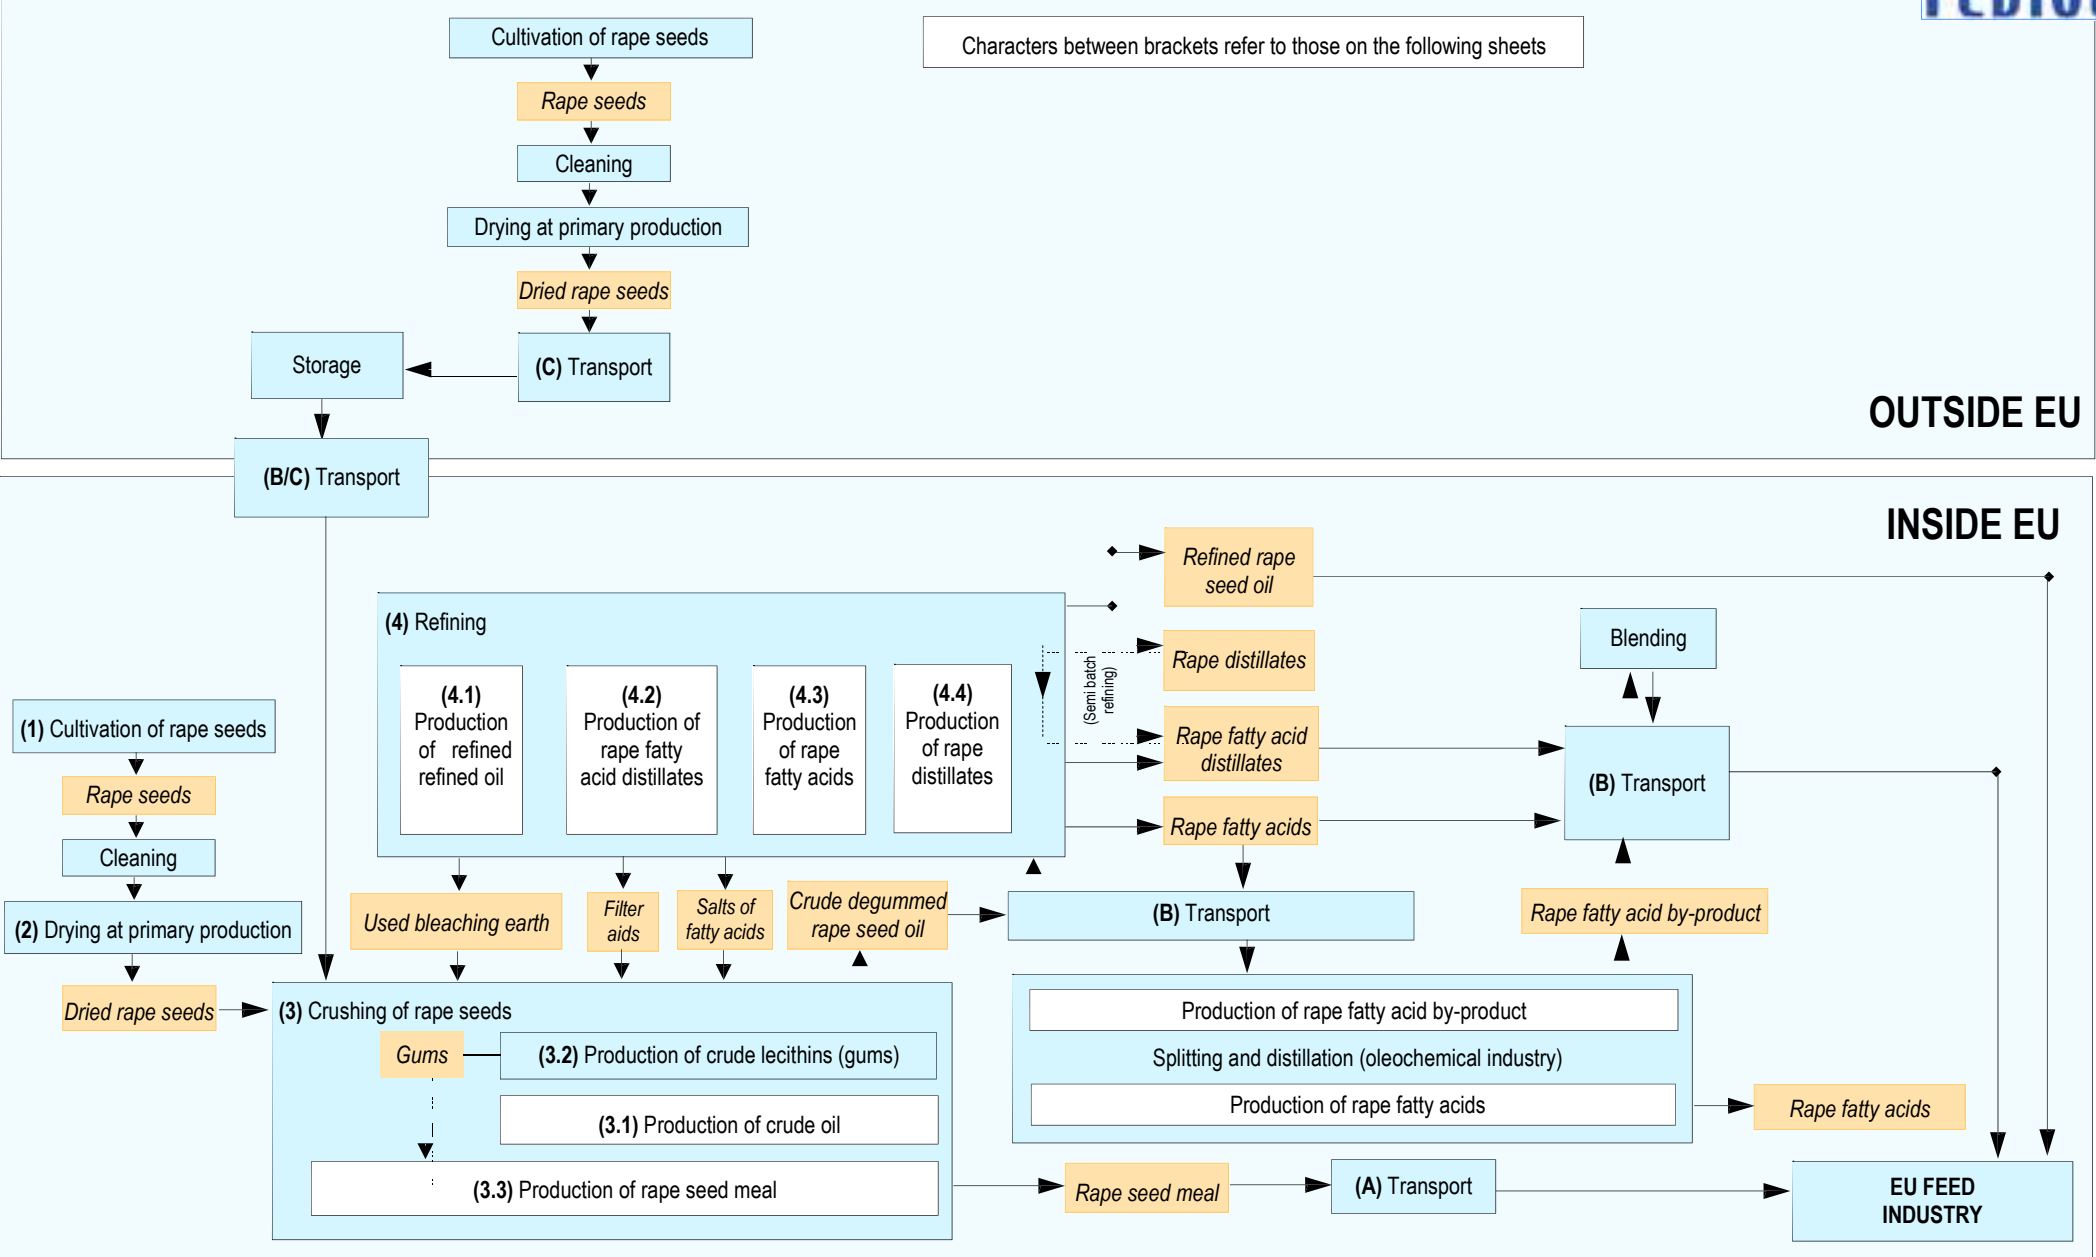 Cultivation of rape seeds
Characters between brackets refer to those on the following sheets
Rape seeds
Cleaning
Drying at primary production
Dried rape seeds
Storage
(C) Transport
OUTSIDE EU
(B/C) Transport
INSIDE EU
Refined rape
seed oil
(4) Refining
(4.1)
Production
of refined
refined oil
(4.2)
Production of
rape fatty
acid distillates
(4.3)
Production
of rape
fatty acids
(4.4)
Production
of rape
distillates
(Semi batch
refining)
Rape distillates
Rape fatty acid
distillates
Rape fatty acids
Blending
(B) Transport
(1) Cultivation of rape seeds
Rape seeds
Cleaning
(2) Drying at primary production
Dried rape seeds
Used bleaching earth
Filter
aids
Salts of
fatty acids
Crude degummed
rape seed oil
(B) Transport
Rape fatty acid by-product
(3) Crushing of rape seeds
Gums
(3.2) Production of crude lecithins (gums)
(3.1) Production of crude oil
(3.3) Production of rape seed meal
Production of rape fatty acid by-product
Splitting and distillation (oleochemical industry)
Production of rape fatty acids
Rape fatty acids
Rape seed meal
(A) Transport
EU FEED
INDUSTRY